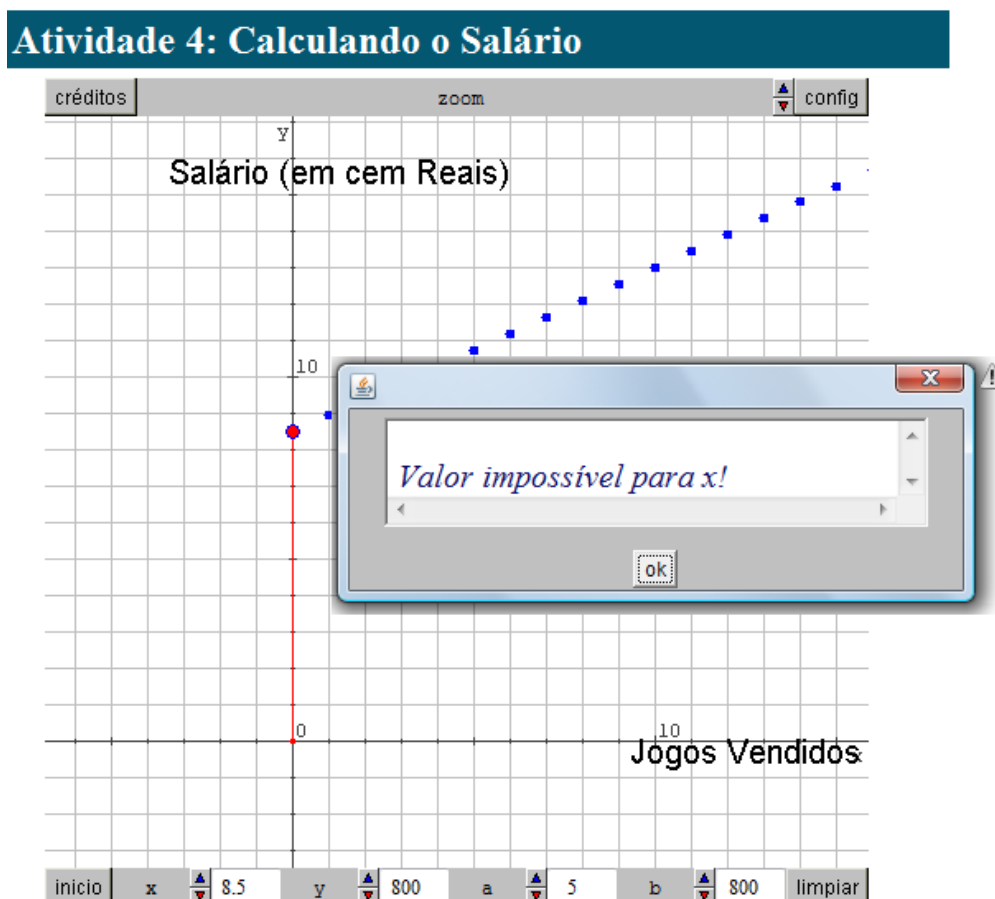 Atividade 4: Calculando o Salário
créditos zoom config
y
Salário (em cem Reais)
10
Valor impossível para x!
ok
0
10
Jogos Vendidos
x
inicio x 8.5 y 800 a 5 b 800 limpiar